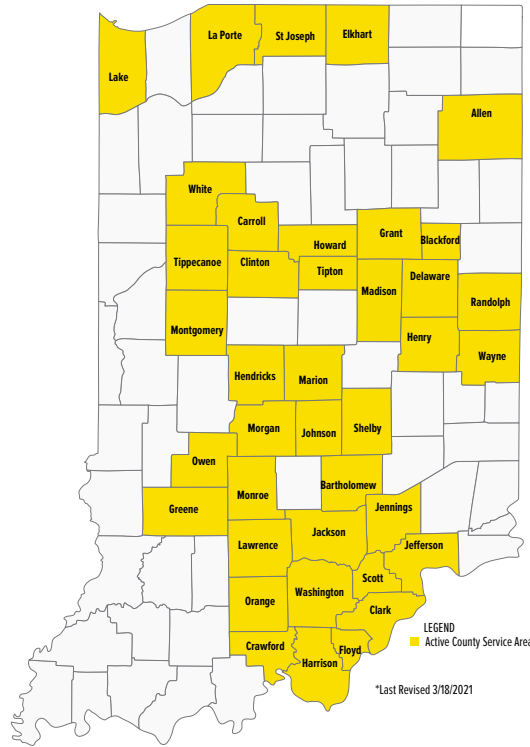 La Porte
St Joseph
Elkhart
Lake
Allen
White
Carroll
Grant
Blackford
Howard
Tippecanoe
Clinton
Tipton
Delaware
Madison
Randolph
Montgomery
Henry
Wayne
Hendricks
Marion
Morgan
Johnson
Shelby
Owen
Bartholomew
Monroe
Jennings
Greene
Jackson
Lawrence
Jefferson
Scott
Washington
Orange
Clark
LEGEND
Active County Service Area
Crawford
Floyd
Harrison
*Last Revised 3/18/2021